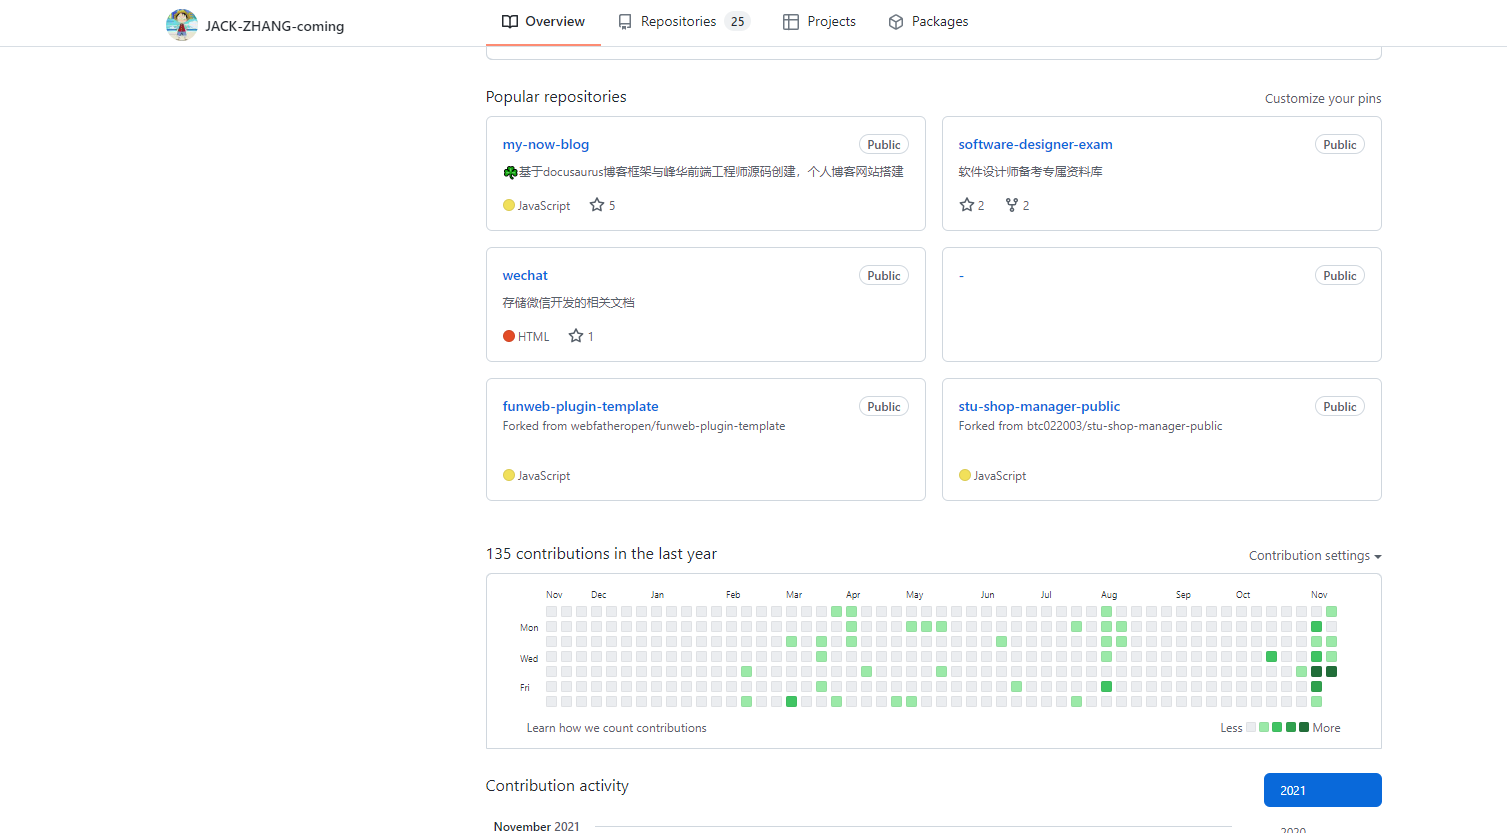 JACK-ZHANG-coming
Overview
Repositories 25
Projects
Packages
Popular repositories
Customize your pins
my-now-blog
Public
基于docusaurus博客框架与峰华前端工程师源码创建，个人博客网站搭建
JavaScript
5
software-designer-exam
Public
软件设计师备考专属资料库
2
2
wechat
Public
存储微信开发的相关文档
HTML
1
-
Public
funweb-plugin-template
Public
Forked from webfatheropen/funweb-plugin-template
JavaScript
stu-shop-manager-public
Public
Forked from btc022003/stu-shop-manager-public
JavaScript
135 contributions in the last year
Contribution settings
Nov Dec Jan Feb Mar Apr May Jun Jul Aug Sep Oct Nov
Mon
Wed
Fri
Learn how we count contributions
Less More
Contribution activity
2021
November 2021
2020